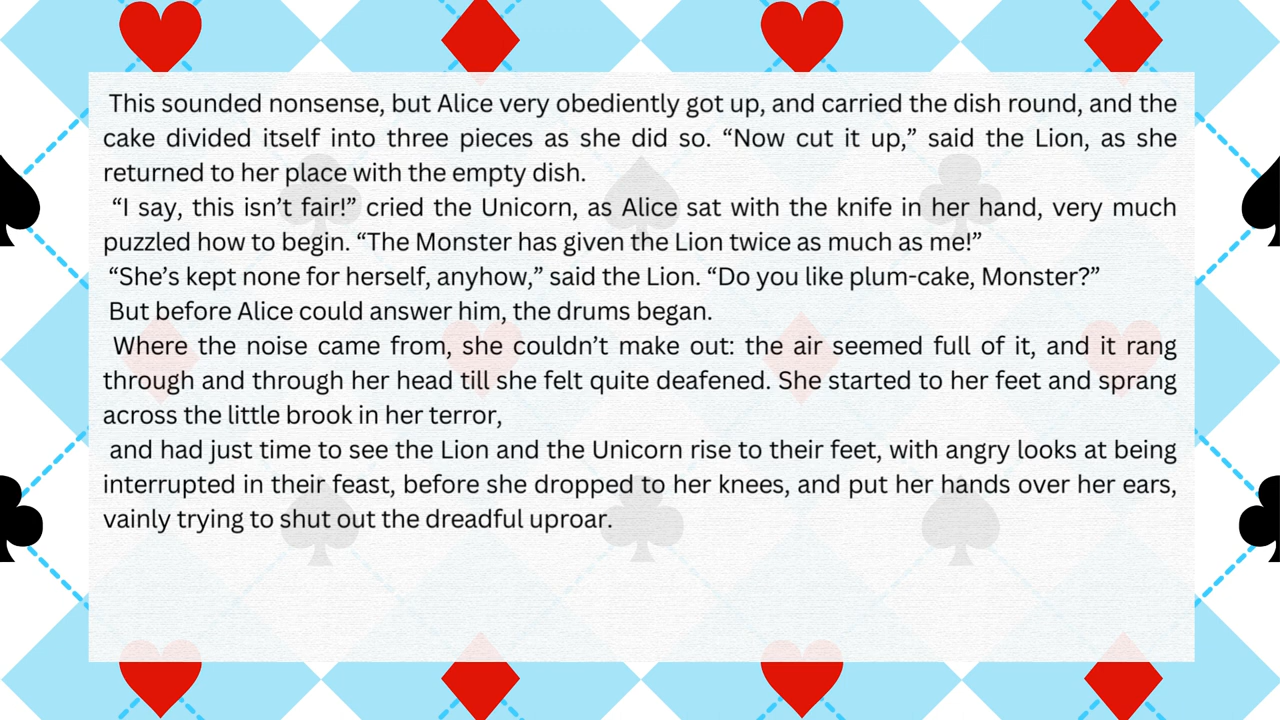 This sounded nonsense, but Alice very obediently got up, and carried the dish round, and the
cake divided itself into three pieces as she did so. “Now cut it up,” said the Lion, as she
returned to her place with the empty dish.
“I say, this isn’t fair!” cried the Unicorn, as Alice sat with the knife in her hand, very much
puzzled how to begin. “The Monster has given the Lion twice as much as me!”
“She’s kept none for herself, anyhow,” said the Lion. “Do you like plum-cake, Monster?”
But before Alice could answer him, the drums began.
Where the noise came from, she couldn’t make out: the air seemed full of it, and it rang
through and through her head till she felt quite deafened. She started to her feet and sprang
across the little brook in her terror,
and had just time to see the Lion and the Unicorn rise to their feet, with angry looks at being
interrupted in their feast, before she dropped to her knees, and put her hands over her ears,
vainly trying to shut out the dreadful uproar.